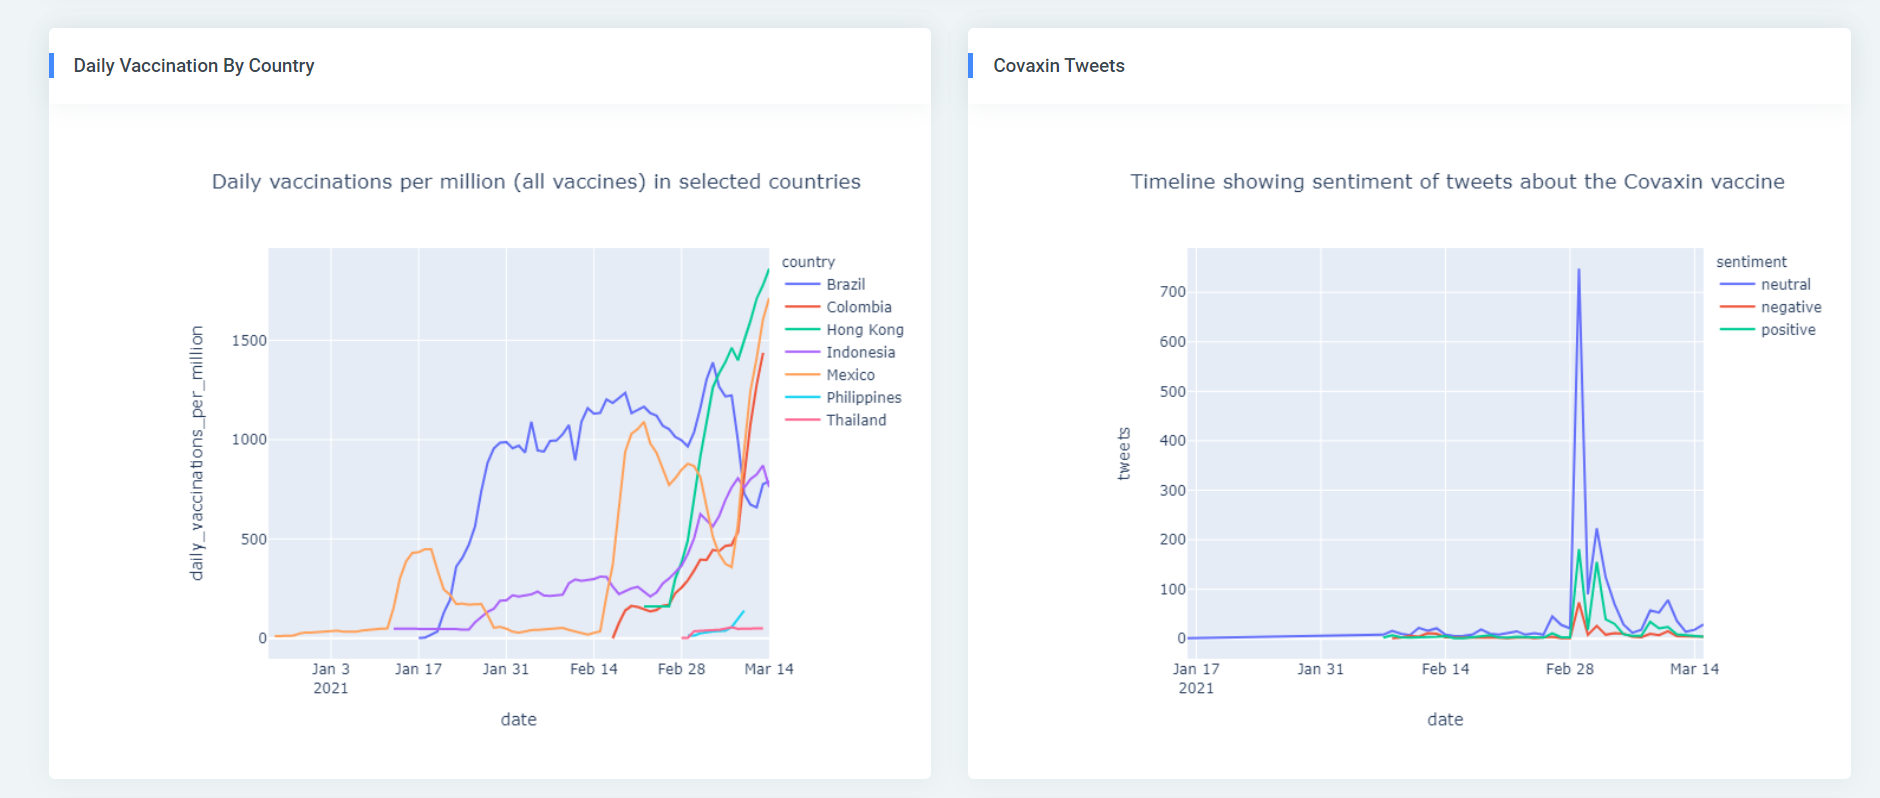 Daily Vaccination By Country
Daily vaccinations per million (all vaccines) in selected countries
daily_vaccinations_per_million
1500
1000
500
0
Jan 3
2021
Jan 17
Jan 31
Feb 14
Feb 28
Mar 14
date
country
Brazil
Colombia
Hong Kong
Indonesia
Mexico
Philippines
Thailand
Covaxin Tweets
Timeline showing sentiment of tweets about the Covaxin vaccine
tweets
700
600
500
400
300
200
100
0
Jan 17
2021
Jan 31
Feb 14
Feb 28
Mar 14
date
sentiment
neutral
negative
positive